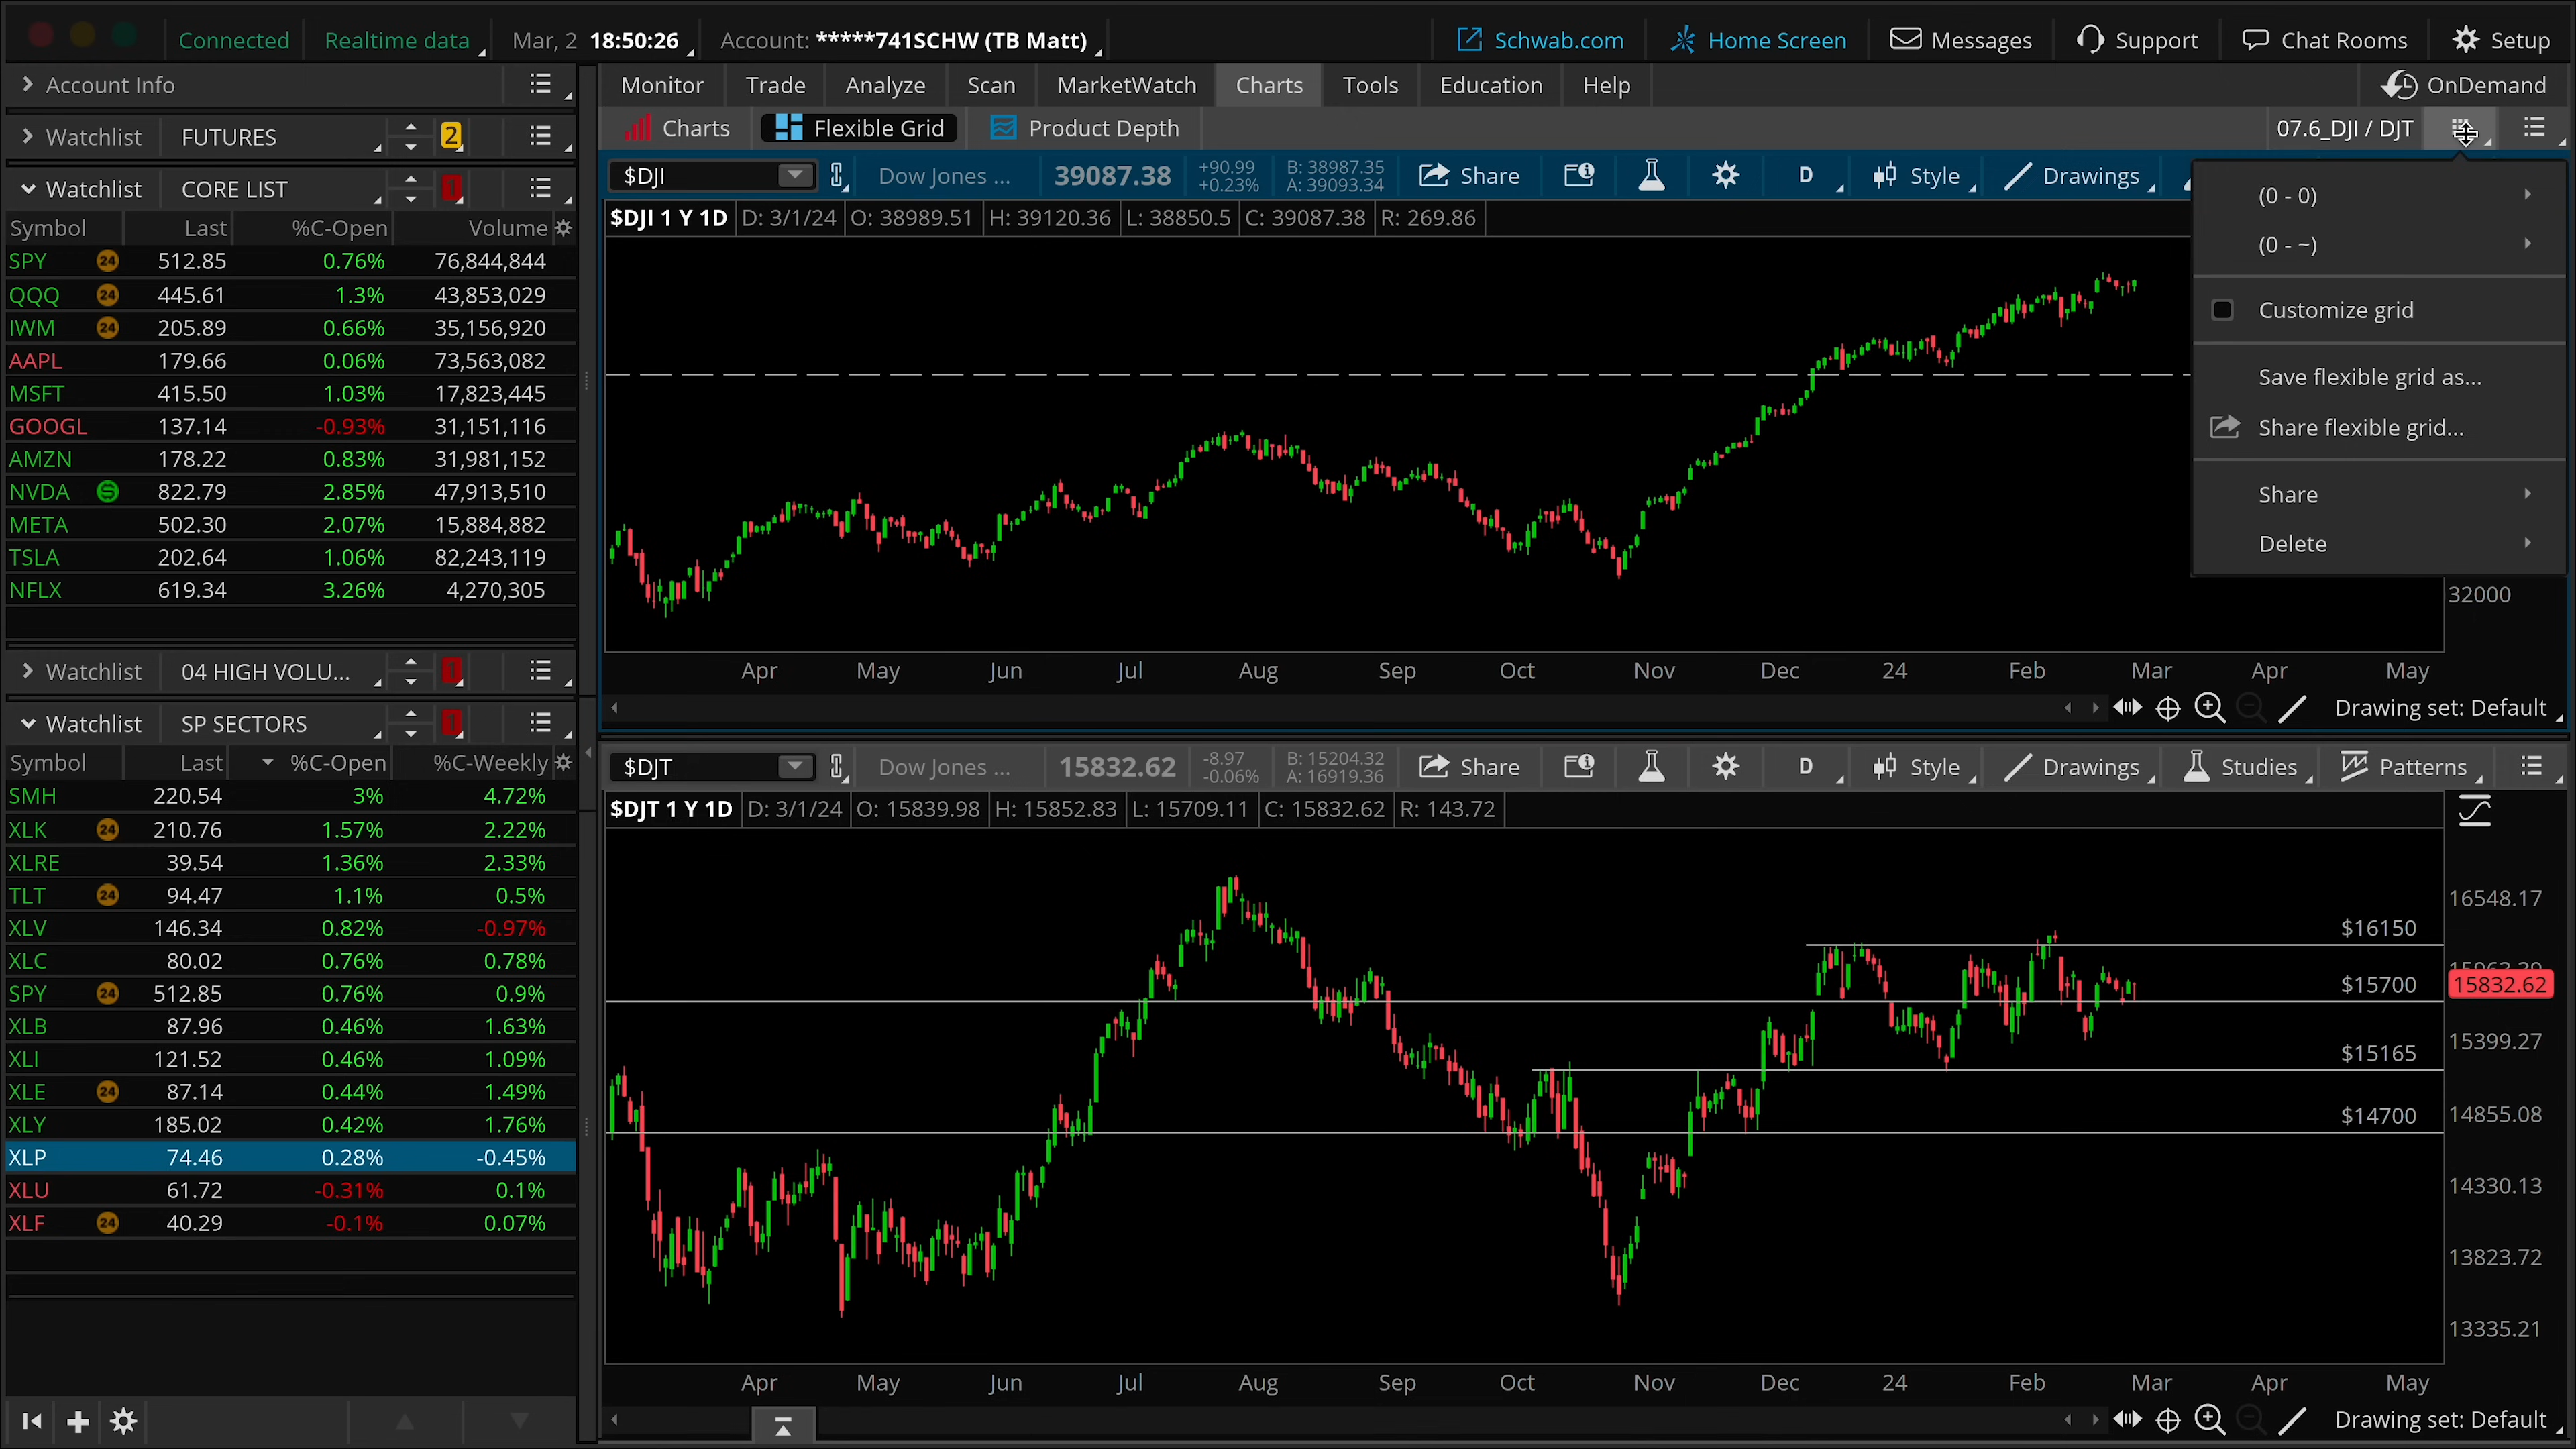 Connected Realtime data Mar, 2 18:50:26 Account: *****741SCHW (TB Matt) Schwab.com Home Screen Messages Support Chat Rooms Setup
Account Info
Monitor Trade Analyze Scan MarketWatch Charts Tools Education Help OnDemand
Charts Flexible Grid Product Depth 07.6_DJI / DJT
Watchlist FUTURES 2
Watchlist CORE LIST 1
Symbol Last %C-Open Volume
SPY 24 512.85 0.76% 76,844,844
QQQ 24 445.61 1.3% 43,853,029
IWM 24 205.89 0.66% 35,156,920
AAPL 179.66 0.06% 73,563,082
MSFT 415.50 1.03% 17,823,445
GOOGL 137.14 -0.93% 31,151,116
AMZN 178.22 0.83% 31,981,152
NVDA 822.79 2.85% 47,913,510
META 502.30 2.07% 15,884,882
TSLA 202.64 1.06% 82,243,119
NFLX 619.34 3.26% 4,270,305
Watchlist 04 HIGH VOLU... 1
Watchlist SP SECTORS 1
Symbol Last %C-Open %C-Weekly
SMH 220.54 3% 4.72%
XLK 24 210.76 1.57% 2.22%
XLRE 39.54 1.36% 2.33%
TLT 24 94.47 1.1% 0.5%
XLV 146.34 0.82% -0.97%
XLC 80.02 0.76% 0.78%
SPY 24 512.85 0.76% 0.9%
XLB 87.96 0.46% 1.63%
XLI 121.52 0.46% 1.09%
XLE 24 87.14 0.44% 1.49%
XLY 185.02 0.42% 1.76%
XLP 74.46 0.28% -0.45%
XLU 61.72 -0.31% 0.1%
XLF 24 40.29 -0.1% 0.07%
$DJI Dow Jones ... 39087.38 +90.99 +0.23% B: 38987.35 A: 39093.34 Share D Style Drawings
$DJI 1 Y 1D D: 3/1/24 O: 38989.51 H: 39120.36 L: 38850.5 C: 39087.38 R: 269.86
(0 - 0)
(0 - ~)
Customize grid
Save flexible grid as...
Share flexible grid...
Share
Delete
32000
Apr May Jun Jul Aug Sep Oct Nov Dec 24 Feb Mar Apr May
Drawing set: Default
$DJT Dow Jones ... 15832.62 -8.97 -0.06% B: 15204.32 A: 16919.36 Share D Style Drawings Studies Patterns
$DJT 1 Y 1D D: 3/1/24 O: 15839.98 H: 15852.83 L: 15709.11 C: 15832.62 R: 143.72
16548.17
$16150
$15700 15832.62
15399.27
$15165
$14700 14855.08
14330.13
13823.72
13335.21
Apr May Jun Jul Aug Sep Oct Nov Dec 24 Feb Mar Apr May
Drawing set: Default